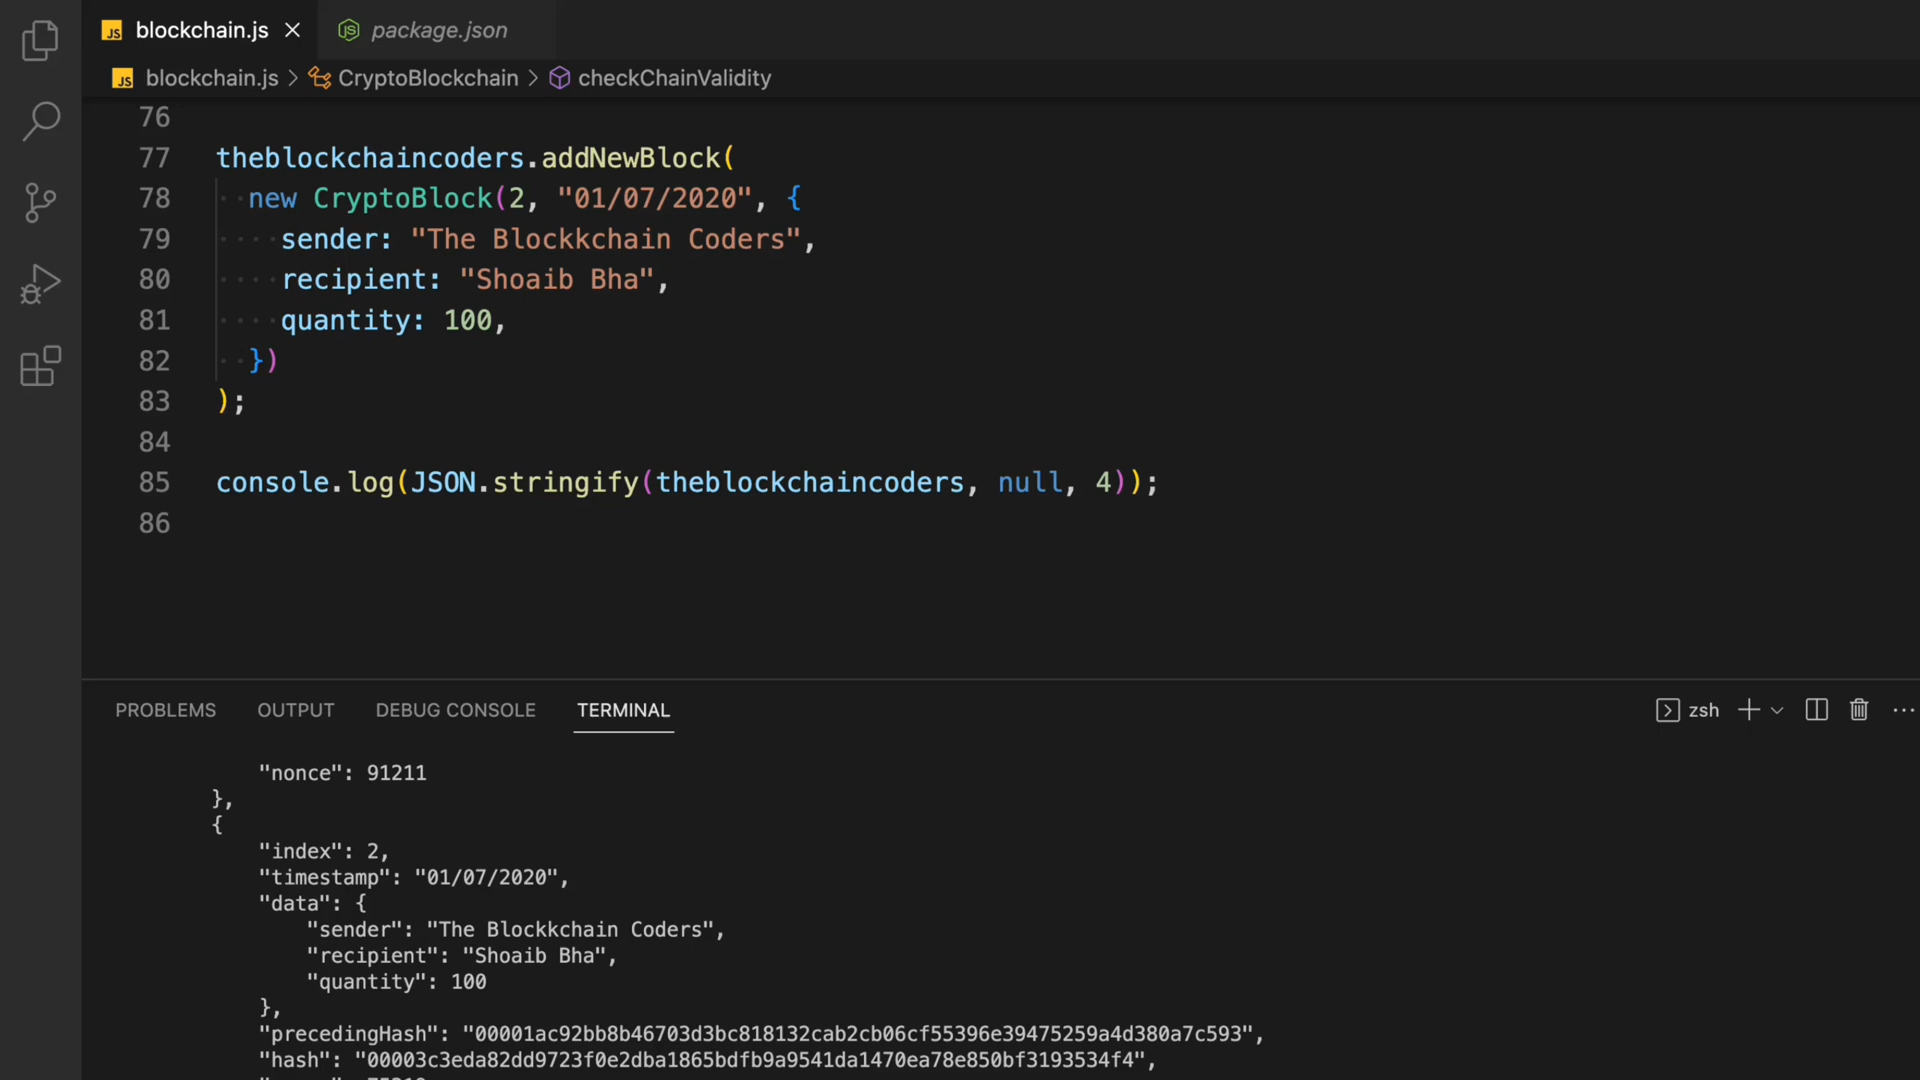 JS blockchain.js
package.json
JS blockchain.js > CryptoBlockchain > checkChainValidity
76
77 theblockchaincoders.addNewBlock(
78 new CryptoBlock(2, "01/07/2020", {
79 sender: "The Blockkchain Coders",
80 recipient: "Shoaib Bha",
81 quantity: 100,
82 })
83 );
84
85 console.log(JSON.stringify(theblockchaincoders, null, 4));
86
PROBLEMS OUTPUT DEBUG CONSOLE TERMINAL
zsh
"nonce": 91211
},
{
"index": 2,
"timestamp": "01/07/2020",
"data": {
"sender": "The Blockkchain Coders",
"recipient": "Shoaib Bha",
"quantity": 100
},
"precedingHash": "00001ac92bb8b46703d3bc818132cab2cb06cf55396e39475259a4d380a7c593",
"hash": "00003c3eda82dd9723f0e2dba1865bdfb9a9541da1470ea78e850bf3193534f4",